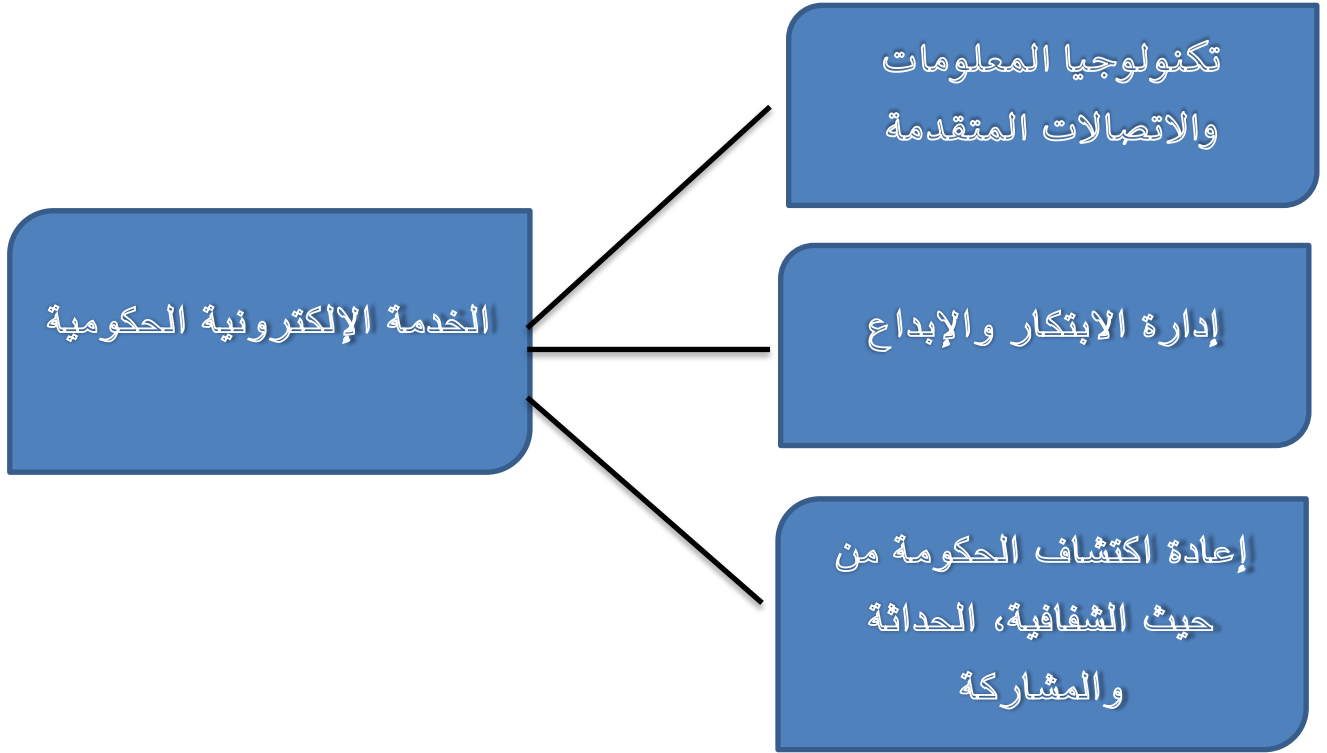 تكنولوجيا المعلومات
والاتصالات المتقدمة
الخدمة الإلكترونية الحكومية
إدارة الابتكار والإبداع
إعادة اكتشاف الحكومة من
حيث الشفافية، الحداثة
والمشاركة